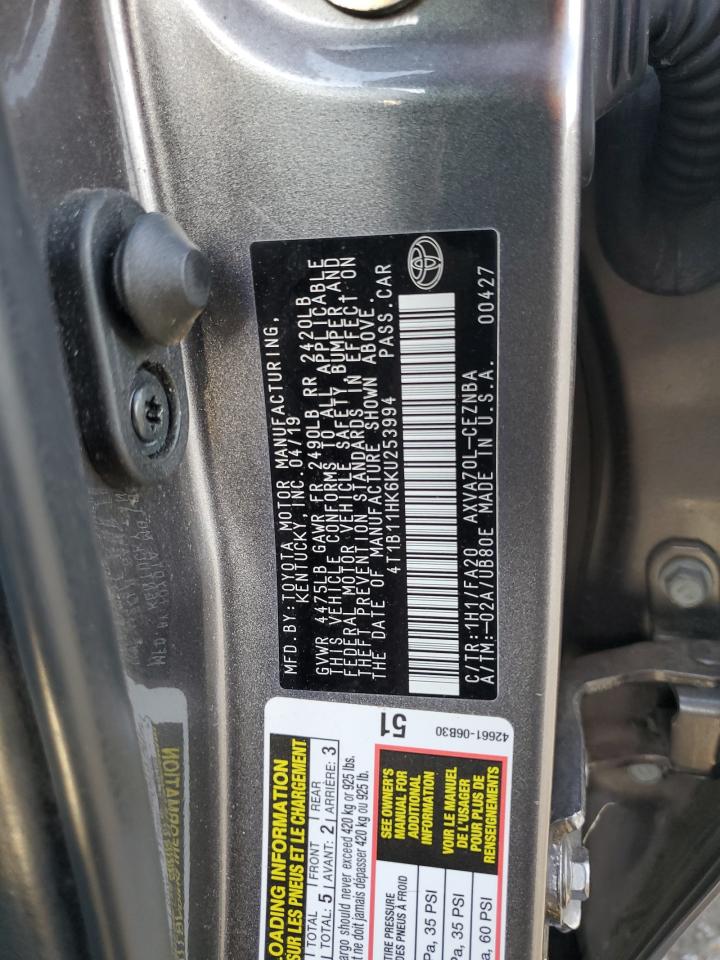 MFD.BY:TOYOTA MOTOR MANUFACTURING,
KENTUCKY, INC.04/19
GVWR 4475LB GAWR FR 2490LB RR 2420LB
THIS VEHICLE CONFORMS TO ALL APPLICABLE
FEDERAL MOTOR VEHICLE SAFETY, BUMPER AND
THEFT PREVENTION STANDARDS IN EFFECT ON
THE DATE OF MANUFACTURE SHOWN ABOVE.
4T1B11HK6KU253994 PASS.CAR
C/TR:1H1/FA20 AXVA70L-CEZNBA
A/TM:-02A/UB80E MADE IN U.S.A. 00427
LOADING INFORMATION
SUR LES PNEUS ET LE CHARGEMENT
TOTAL FRONT REAR
TOTAL: 5 AVANT: 2 ARRIÈRE: 3
argo should never exceed 420 kg or 925 lbs.
t ne doit jamais dépasser 420 kg ou 925 lb.
TIRE PRESSURE
DES PNEUS À FROID
Pa, 35 PSI
Pa, 35 PSI
a, 60 PSI
SEE OWNER'S
MANUAL FOR
ADDITIONAL
INFORMATION
VOIR LE MANUEL
DE L'USAGER
POUR PLUS DE
RENSEIGNEMENTS
51
42661-06B30